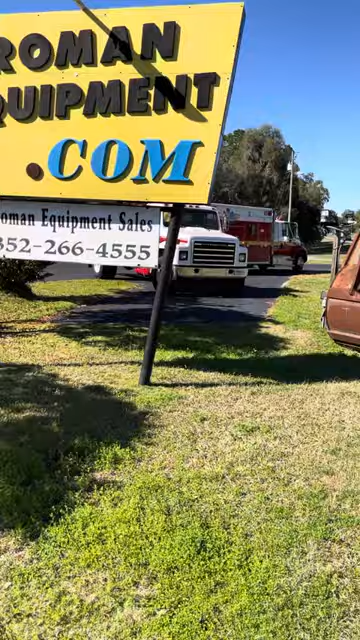 ROMAN
QUIPMENT
.COM
oman Equipment Sales
352-266-4555